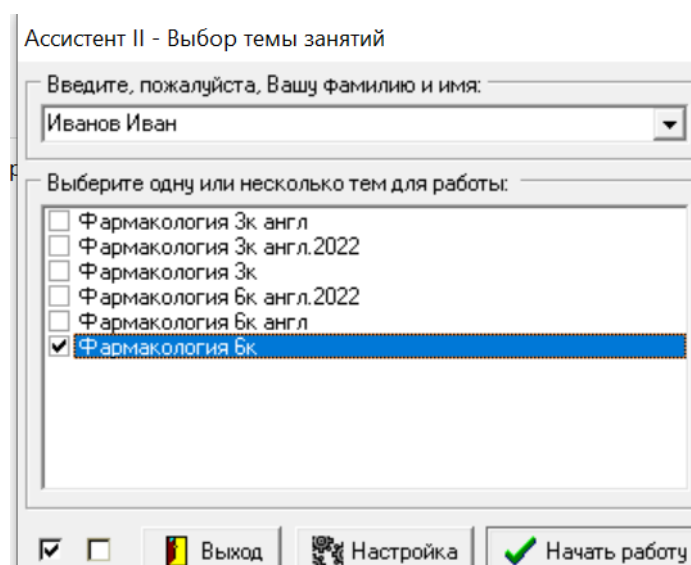 Ассистент II - Выбор темы занятий
Введите, пожалуйста, Вашу фамилию и имя:
Иванов Иван
Выберите одну или несколько тем для работы:
Фармакология 3к англ
Фармакология 3к англ.2022
Фармакология 3к
Фармакология 6к англ.2022
Фармакология 6к англ
Фармакология 6к
Выход
Настройка
Начать работу